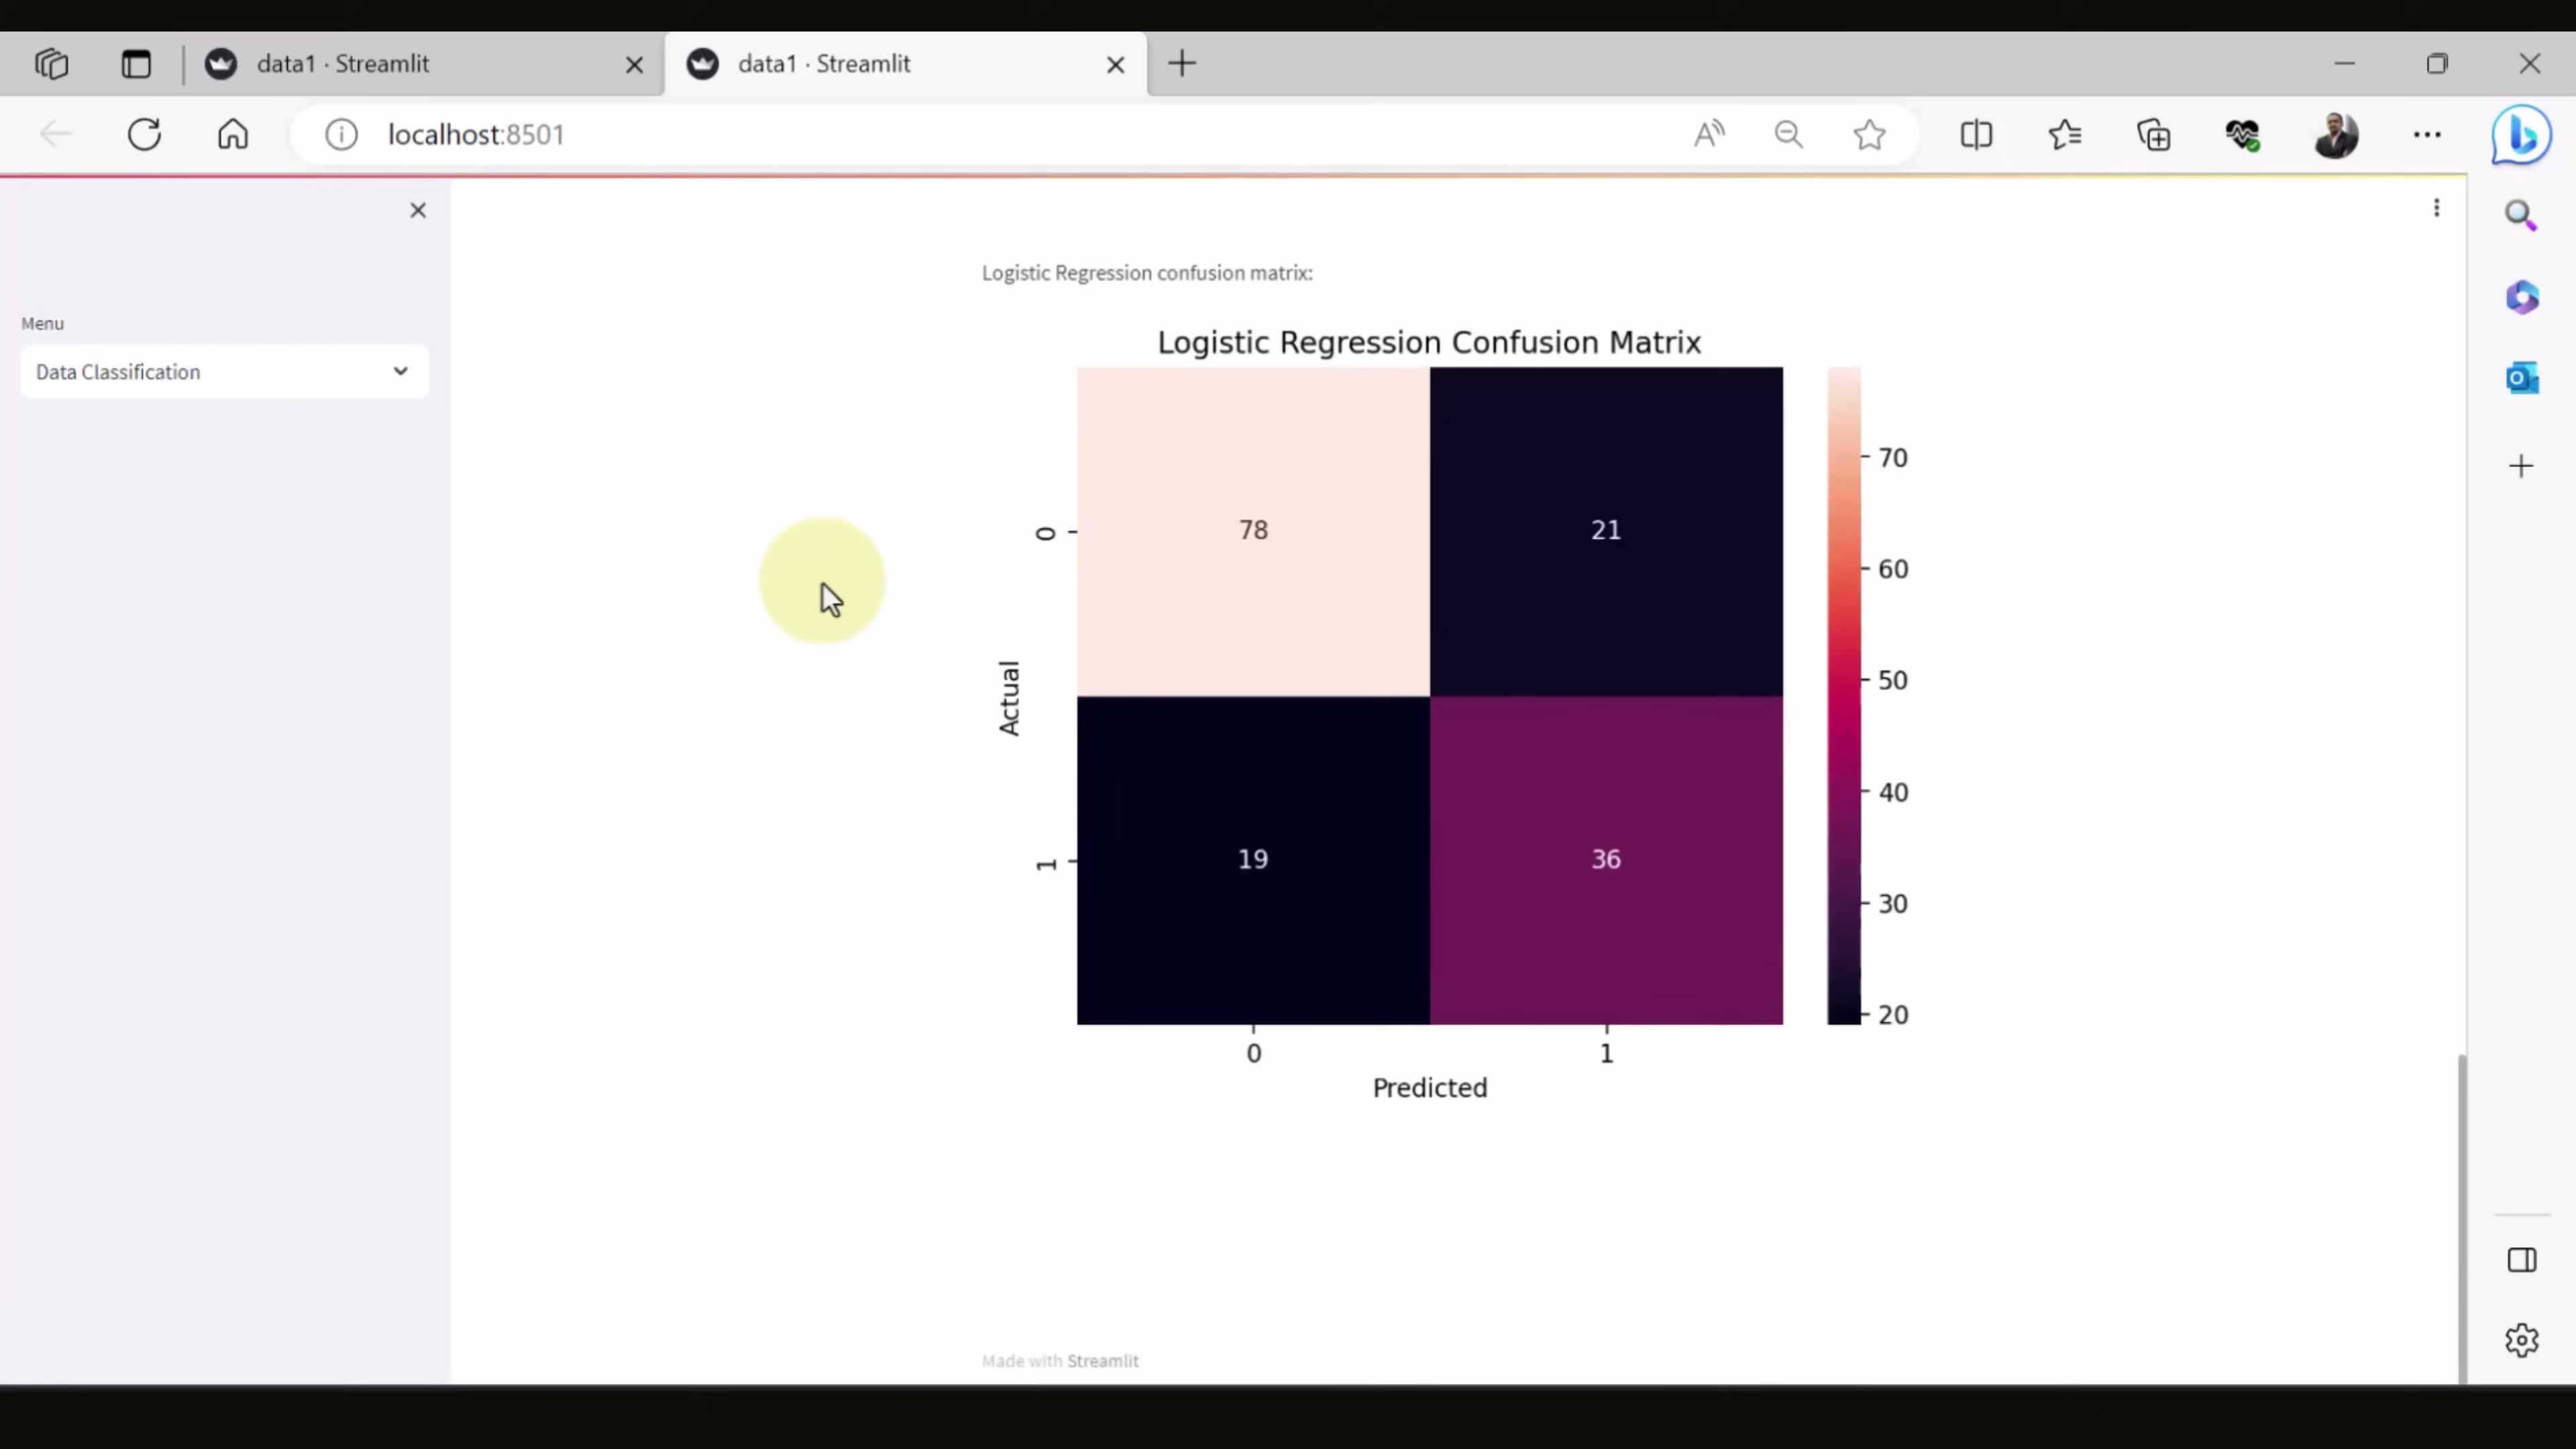 data1 · Streamlit
data1 · Streamlit
localhost:8501
Menu
Data Classification
Logistic Regression confusion matrix:
Logistic Regression Confusion Matrix
78 21
19 36
0
1
Actual
0 1
Predicted
70
60
50
40
30
20
Made with Streamlit